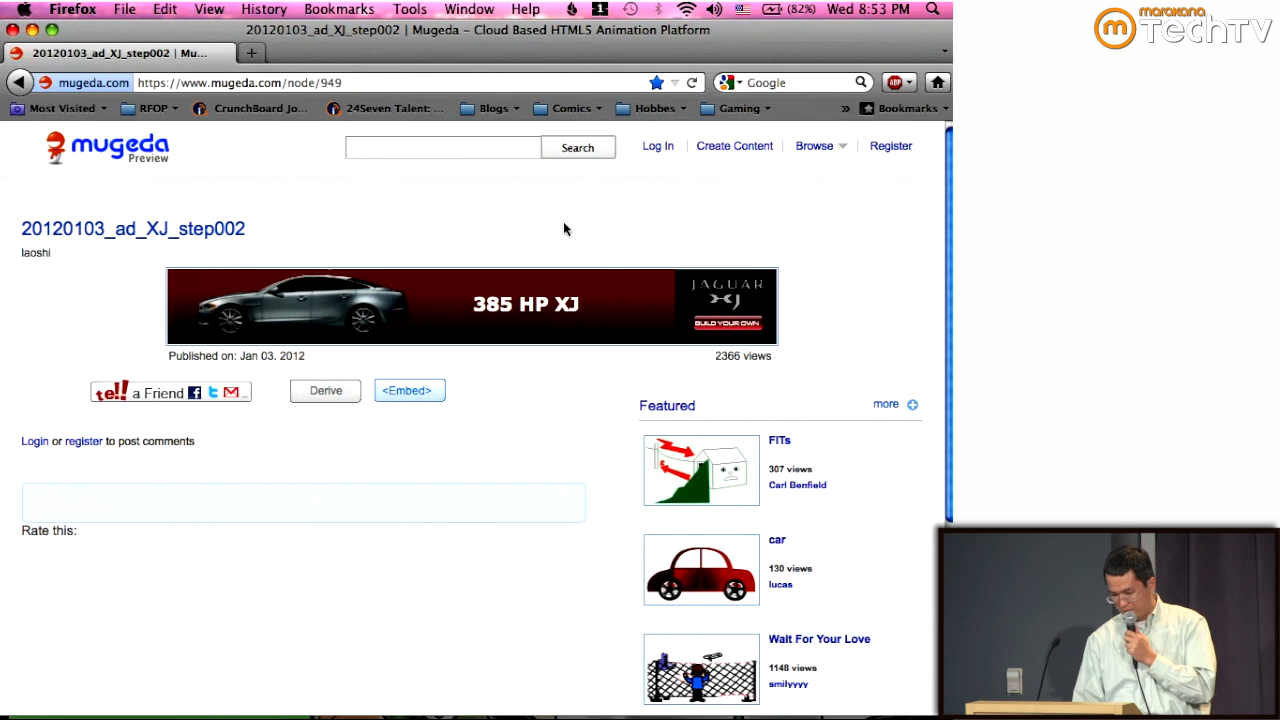 Firefox File Edit View History Bookmarks Tools Window Help 1 (82%) Wed 8:53 PM
marakana TechTV
20120103_ad_XJ_step002 | Mugeda – Cloud Based HTML5 Animation Platform
20120103_ad_XJ_step002 | Mu... +
mugeda.com https://www.mugeda.com/node/949 Google ABP
Most Visited RFOP CrunchBoard Jo... 24Seven Talent: ... Blogs Comics Hobbes Gaming » Bookmarks
mugeda Preview Search Log In Create Content Browse Register
20120103_ad_XJ_step002
laoshi
385 HP XJ
JAGUAR
XJ
BUILD YOUR OWN
Published on: Jan 03. 2012 2366 views
tell a Friend ... Derive <Embed>
Featured more
Login or register to post comments
FITs
307 views
Carl Benfield
Rate this:
car
130 views
lucas
Wait For Your Love
1148 views
smilyyyy